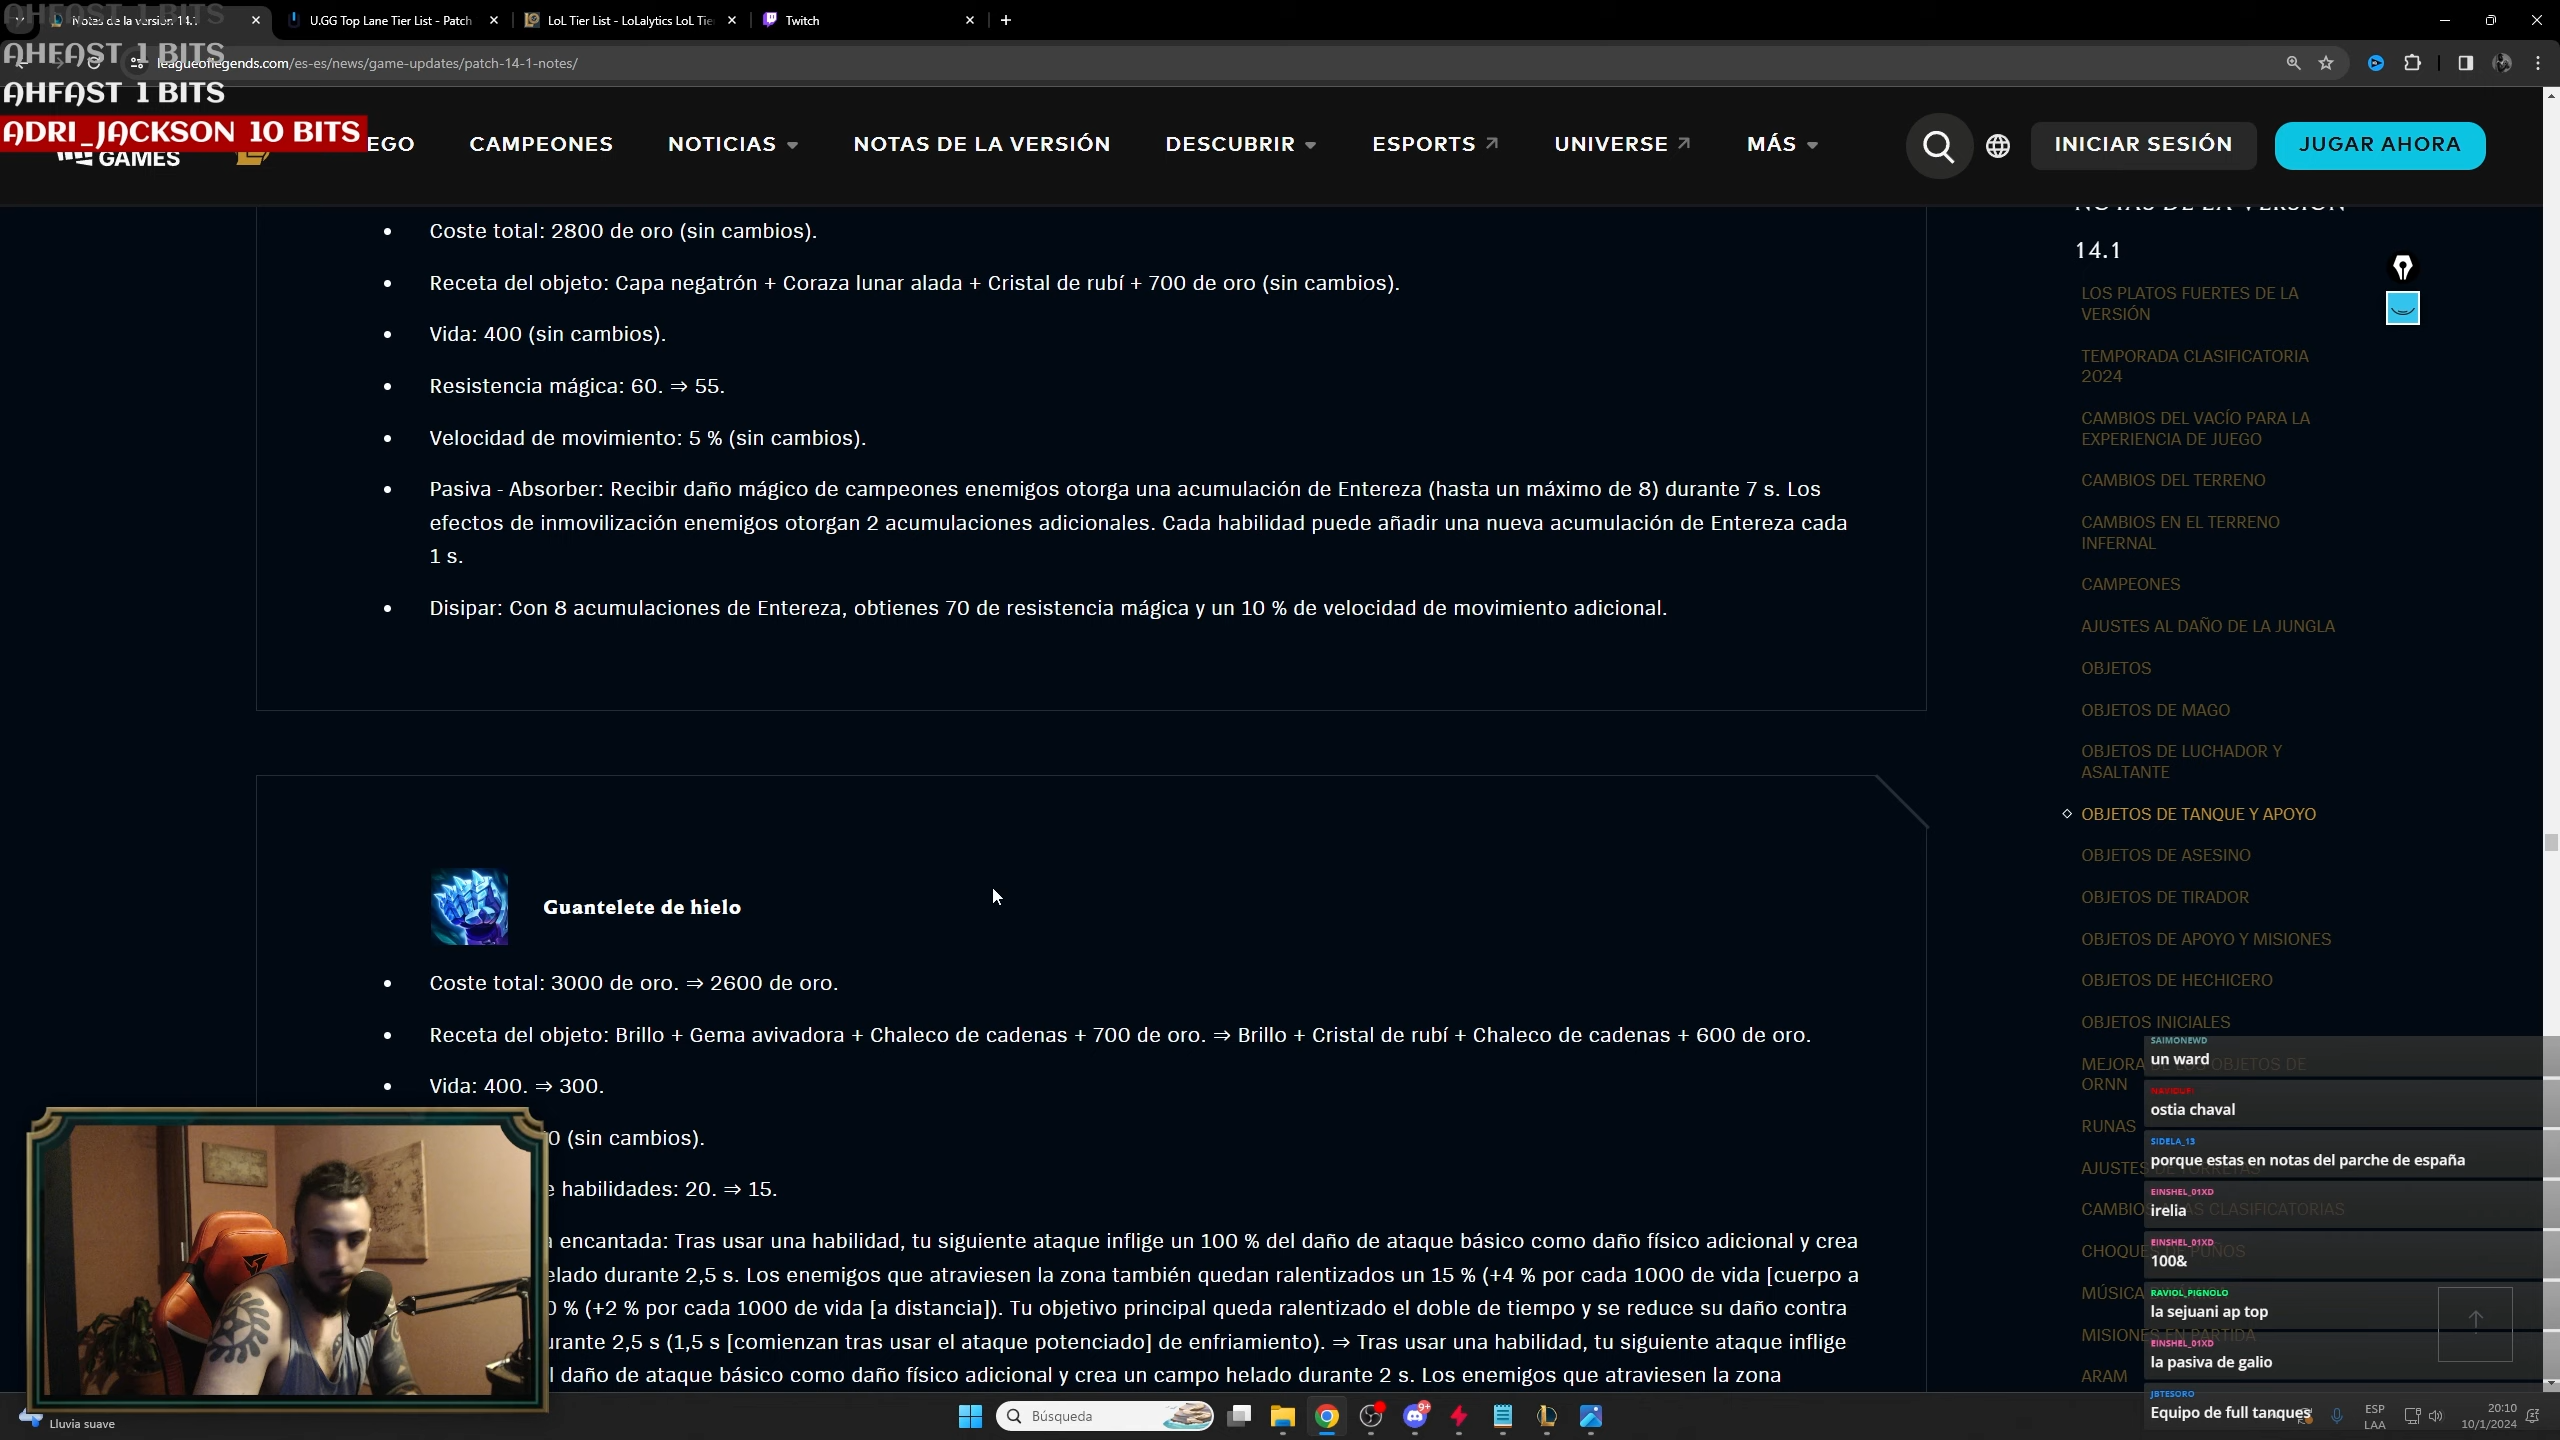 Notas de la versión 14.1
U.GG Top Lane Tier List - Patch
LoL Tier List - LoLalytics LoL Tie
Twitch
AHFAST 1 BITS
AHFAST 1 BITS
leagueoflegends.com/es-es/news/game-updates/patch-14-1-notes/
AHFAST 1 BITS
ADRI_JACKSON 10 BITS
GAMES
EGO
CAMPEONES
NOTICIAS
NOTAS DE LA VERSIÓN
DESCUBRIR
ESPORTS
UNIVERSE
MÁS
INICIAR SESIÓN
JUGAR AHORA
Coste total: 2800 de oro (sin cambios).
Receta del objeto: Capa negatrón + Coraza lunar alada + Cristal de rubí + 700 de oro (sin cambios).
Vida: 400 (sin cambios).
Resistencia mágica: 60. ⇒ 55.
Velocidad de movimiento: 5 % (sin cambios).
Pasiva - Absorber: Recibir daño mágico de campeones enemigos otorga una acumulación de Entereza (hasta un máximo de 8) durante 7 s. Los
efectos de inmovilización enemigos otorgan 2 acumulaciones adicionales. Cada habilidad puede añadir una nueva acumulación de Entereza cada
1 s.
Disipar: Con 8 acumulaciones de Entereza, obtienes 70 de resistencia mágica y un 10 % de velocidad de movimiento adicional.
Guantelete de hielo
Coste total: 3000 de oro. ⇒ 2600 de oro.
Receta del objeto: Brillo + Gema avivadora + Chaleco de cadenas + 700 de oro. ⇒ Brillo + Cristal de rubí + Chaleco de cadenas + 600 de oro.
Vida: 400. ⇒ 300.
0 (sin cambios).
e habilidades: 20. ⇒ 15.
a encantada: Tras usar una habilidad, tu siguiente ataque inflige un 100 % del daño de ataque básico como daño físico adicional y crea
elado durante 2,5 s. Los enemigos que atraviesen la zona también quedan ralentizados un 15 % (+4 % por cada 1000 de vida [cuerpo a
0 % (+2 % por cada 1000 de vida [a distancia]). Tu objetivo principal queda ralentizado el doble de tiempo y se reduce su daño contra
urante 2,5 s (1,5 s [comienzan tras usar el ataque potenciado] de enfriamiento). ⇒ Tras usar una habilidad, tu siguiente ataque inflige
l daño de ataque básico como daño físico adicional y crea un campo helado durante 2 s. Los enemigos que atraviesen la zona
NOTAS DE LA VERSIÓN
14.1
LOS PLATOS FUERTES DE LA
VERSIÓN
TEMPORADA CLASIFICATORIA
2024
CAMBIOS DEL VACÍO PARA LA
EXPERIENCIA DE JUEGO
CAMBIOS DEL TERRENO
CAMBIOS EN EL TERRENO
INFERNAL
CAMPEONES
AJUSTES AL DAÑO DE LA JUNGLA
OBJETOS
OBJETOS DE MAGO
OBJETOS DE LUCHADOR Y
ASALTANTE
OBJETOS DE TANQUE Y APOYO
OBJETOS DE ASESINO
OBJETOS DE TIRADOR
OBJETOS DE APOYO Y MISIONES
OBJETOS DE HECHICERO
OBJETOS INICIALES
MEJORA DE LOS OBJETOS DE
ORNN
RUNAS
AJUSTES
CAMBIOS CLASIFICATORIAS
CHOQUES DE PUÑOS
MÚSICA
MISIONES EN PARTIDA
ARAM
SAIMONEWD
un ward
ostia chaval
SIDELA_13
porque estas en notas del parche de españa
EINSHEL_01XD
irelia
EINSHEL_01XD
100&
RAVIOL_PIGNOLO
la sejuani ap top
EINSHEL_01XD
la pasiva de galio
JBTESORO
Equipo de full tanques
Lluvia suave
Búsqueda
9+
ESP
LAA
20:10
10/1/2024